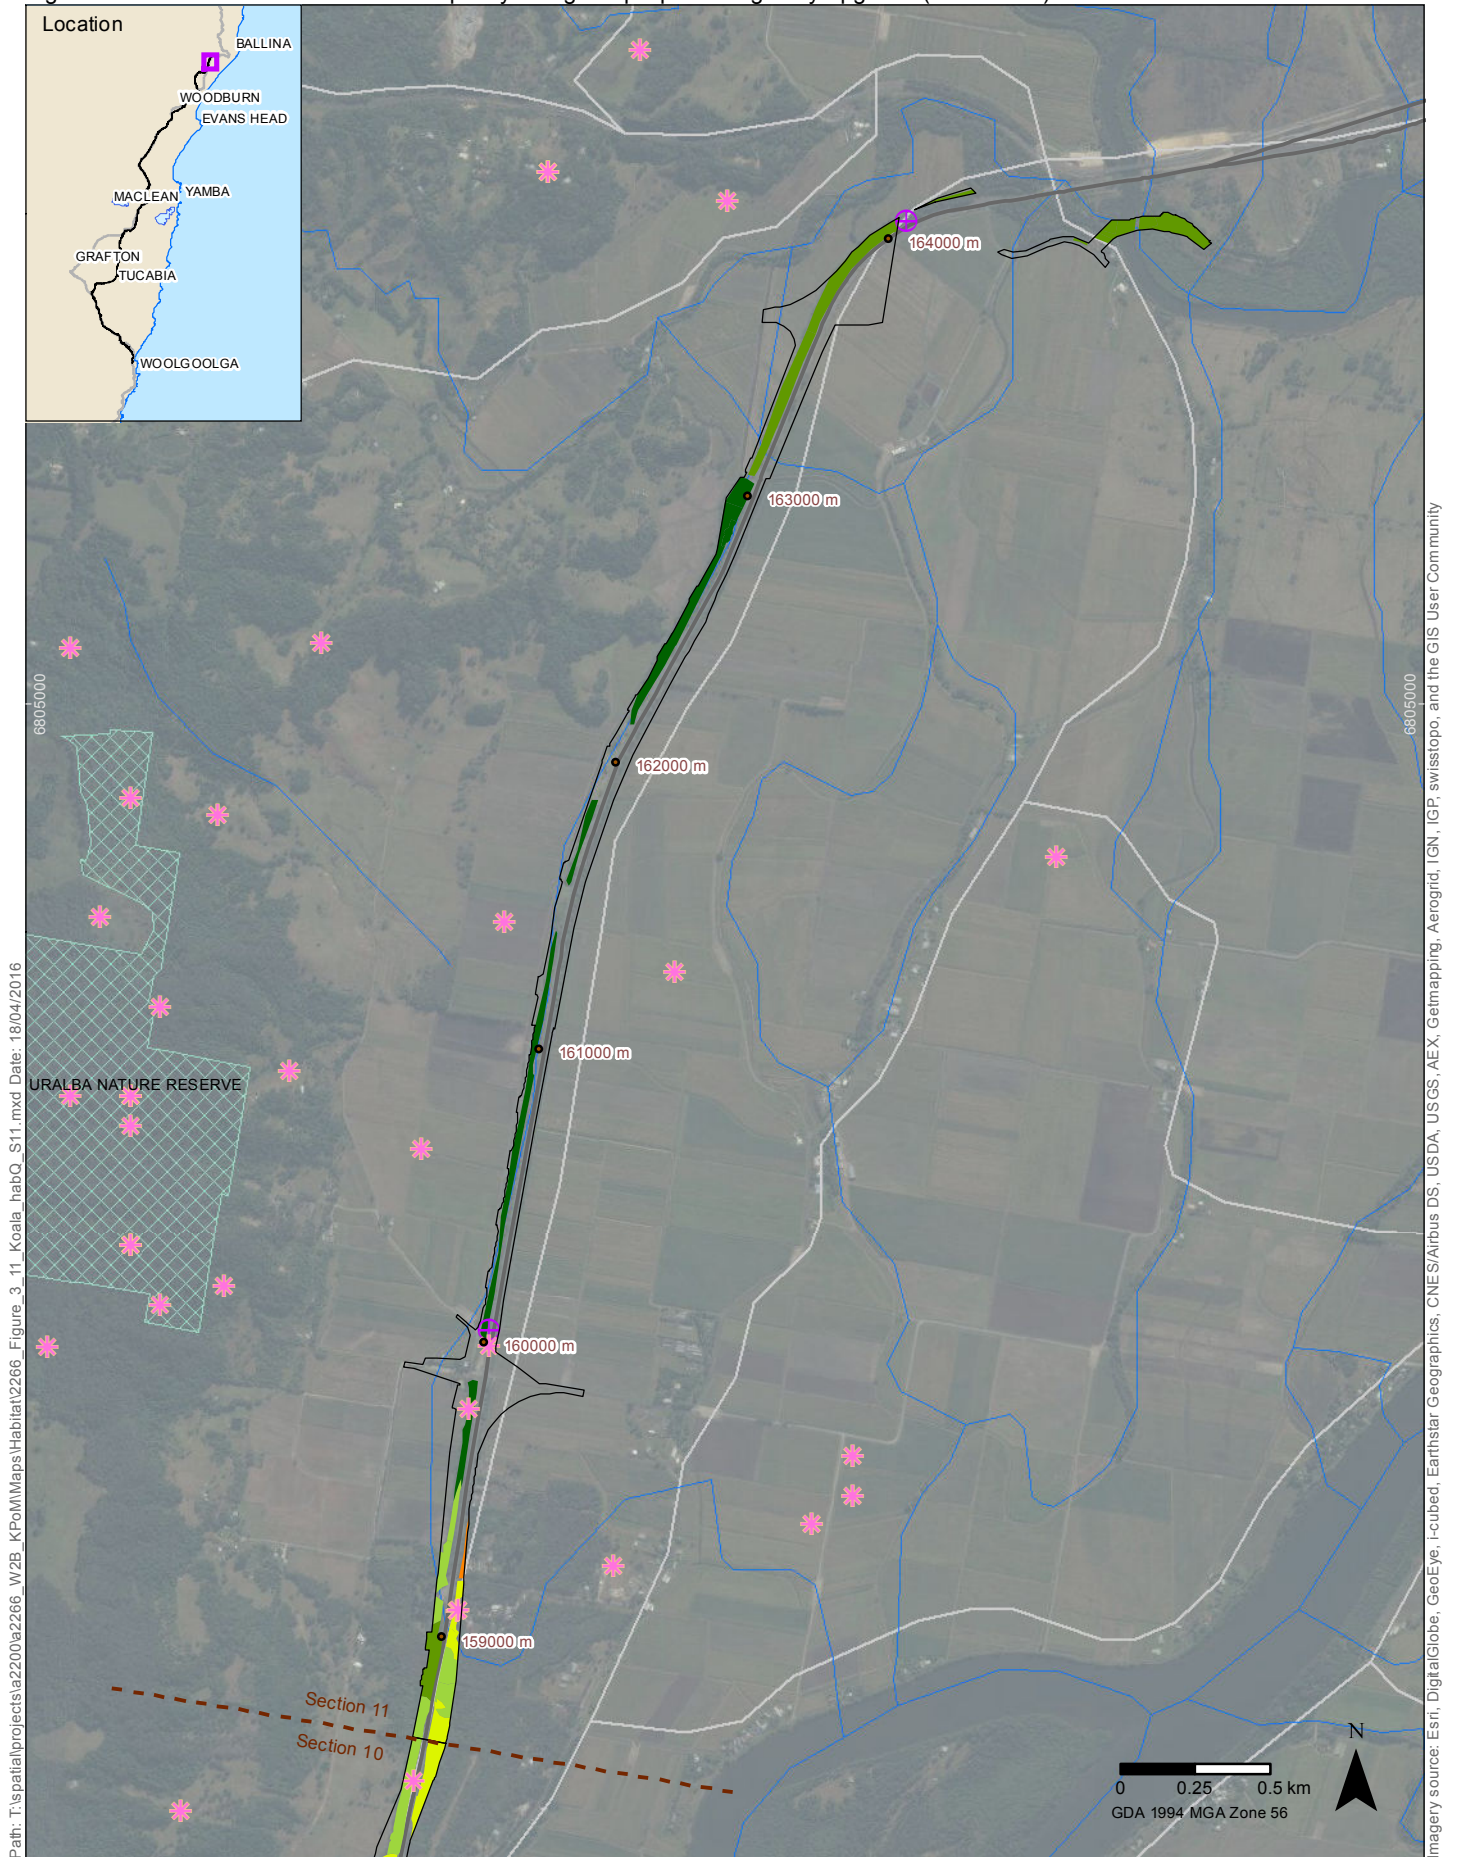 Location
BALLINA
WOODBURN
EVANS HEAD
MACLEAN
YAMBA
GRAFTON
TUCABIA
WOOLGOOLGA
164000 m
163000 m
6805000
6805000
162000 m
161000 m
URALBA NATURE RESERVE
160000 m
159000 m
Section 11
Section 10
N
0 0.25 0.5 km
GDA 1994 MGA Zone 56
Path: T:\spatial\projects\a2200\a2266_W2B_KPoM\Maps\Habitat\2266_Figure_3_11_Koala_habQ_S11.mxd Date: 18/04/2016
Imagery source: Esri, DigitalGlobe, GeoEye, i-cubed, Earthstar Geographics, CNES/Airbus DS, USDA, USGS, AEX, Getmapping, Aerogrid, IGN, IGP, swisstopo, and the GIS User Community